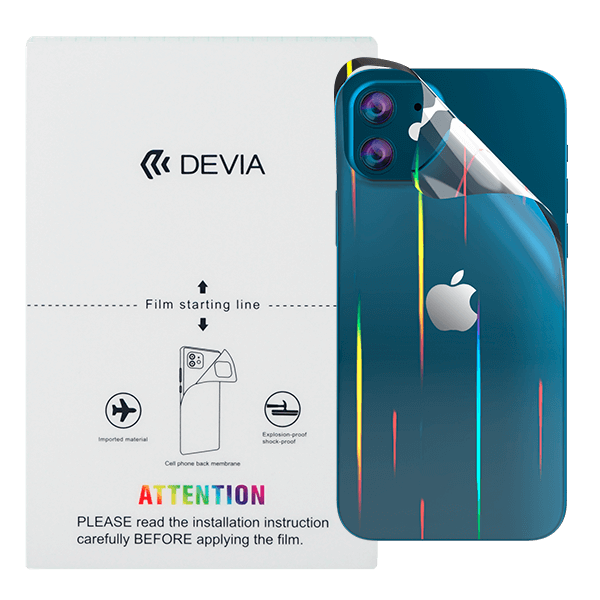 DEVIA
Film starting line
Imported material
Explosion-proof
shock-proof
Cell phone back membrane
ATTENTION
PLEASE read the installation instruction
carefully BEFORE applying the film.